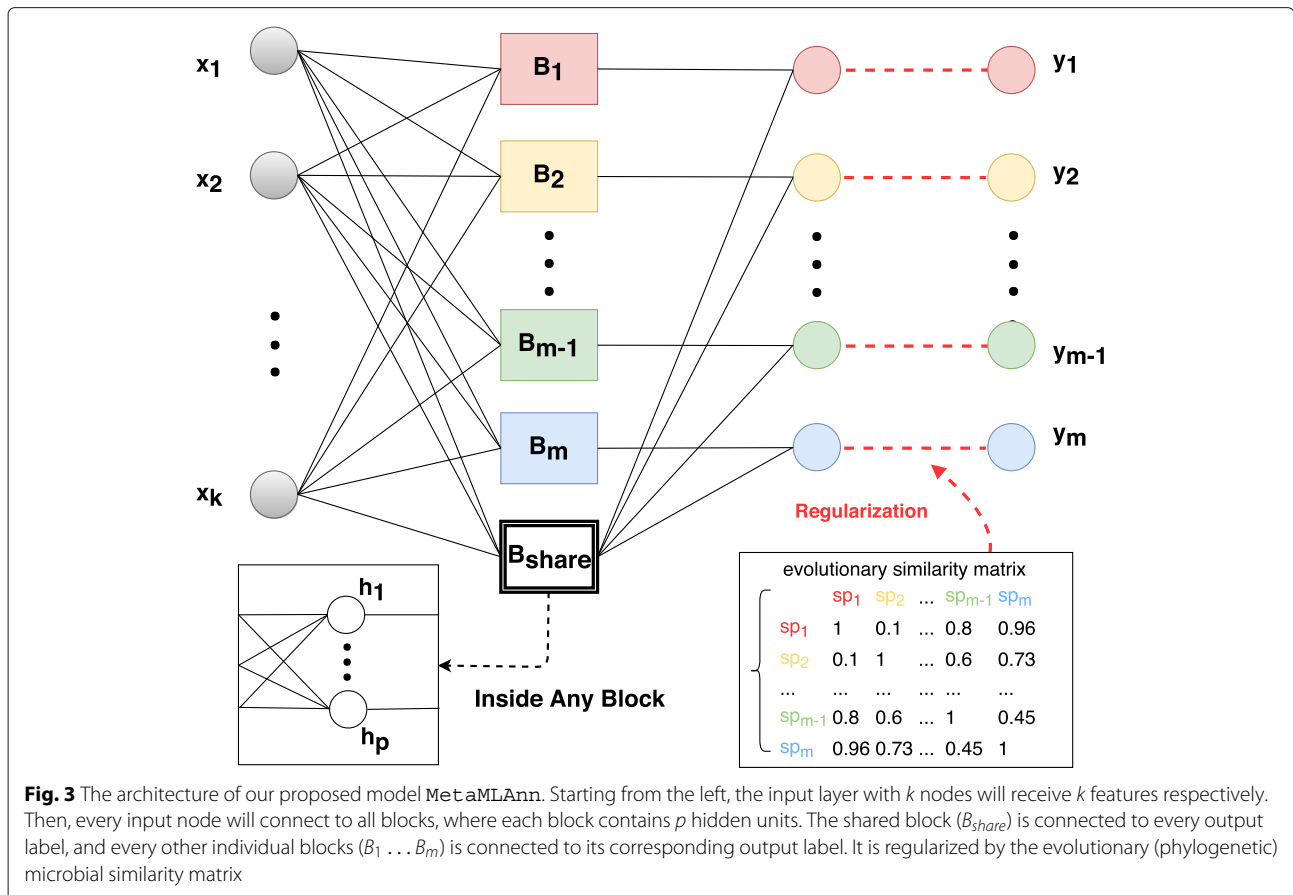 x1
x2
xk
B1
B2
Bm-1
Bm
Bshare
y1
y2
ym-1
ym
Regularization
h1
hp
Inside Any Block
evolutionary similarity matrix
sp1 sp2 ... spm-1 spm
sp1 1 0.1 ... 0.8 0.96
sp2 0.1 1 ... 0.6 0.73
... ... ... ... ...
spm-1 0.8 0.6 ... 1 0.45
spm 0.96 0.73 ... 0.45 1
Fig. 3 The architecture of our proposed model MetaMLAnn. Starting from the left, the input layer with k nodes will receive k features respectively.
Then, every input node will connect to all blocks, where each block contains p hidden units. The shared block (Bshare) is connected to every output
label, and every other individual blocks (B1 ... Bm) is connected to its corresponding output label. It is regularized by the evolutionary (phylogenetic)
microbial similarity matrix